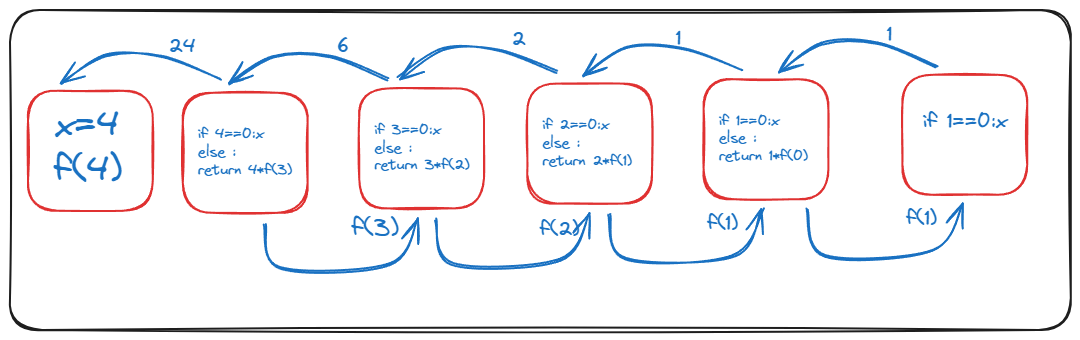 24
6
2
1
1
x=4
f(4)
if 4==0:x
else :
return 4*f(3)
if 3==0:x
else :
return 3*f(2)
if 2==0:x
else :
return 2*f(1)
if 1==0:x
else :
return 1*f(0)
if 1==0:x
f(3)
f(2)
f(1)
f(1)